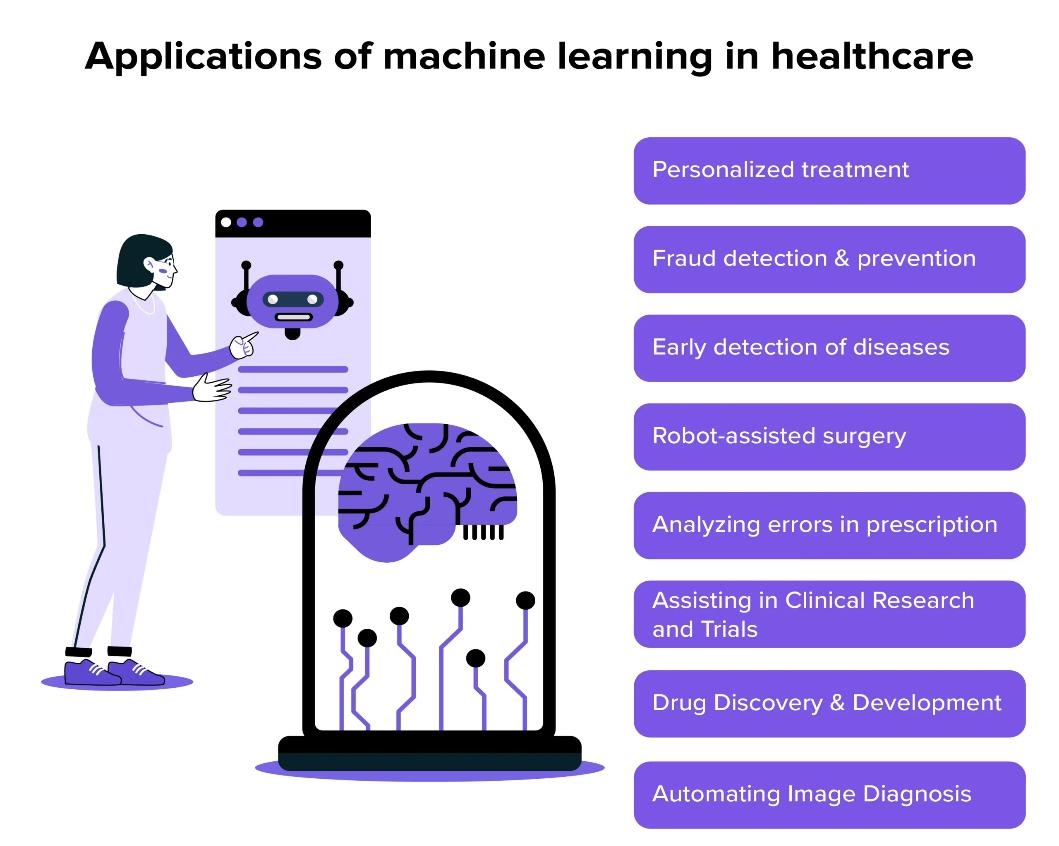 Applications of machine learning in healthcare
Personalized treatment
Fraud detection & prevention
Early detection of diseases
Robot-assisted surgery
Analyzing errors in prescription
Assisting in Clinical Research
and Trials
Drug Discovery & Development
Automating Image Diagnosis